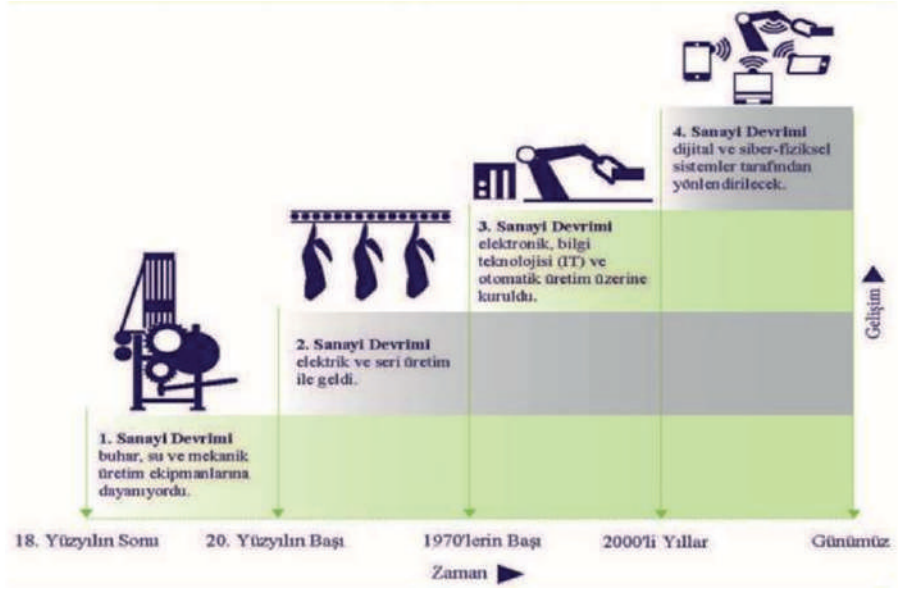 4. Sanayi Devrimi
dijital ve siber-fiziksel
sistemler tarafından
yönlendirilecek.
3. Sanayi Devrimi
elektronik, bilgi
teknolojisi (IT) ve
otomatik üretim üzerine
kuruldu.
2. Sanayi Devrimi
elektrik ve seri üretim
ile geldi.
1. Sanayi Devrimi
buhar, su ve mekanik
üretim ekipmanlarına
dayanıyordu.
Gelişim
18. Yüzyılın Sonu
20. Yüzyılın Başı
1970'lerin Başı
2000'li Yıllar
Günümüz
Zaman